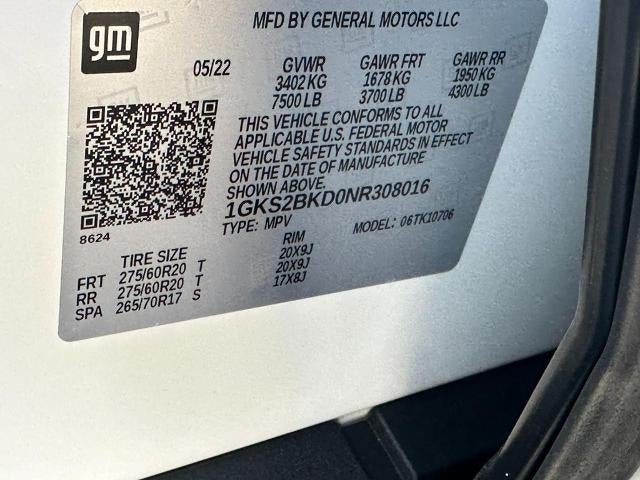 gm
MFD BY GENERAL MOTORS LLC
05/22 GVWR GAWR FRT GAWR RR
3402 KG 1678 KG 1950 KG
7500 LB 3700 LB 4300 LB
THIS VEHICLE CONFORMS TO ALL
APPLICABLE U.S. FEDERAL MOTOR
VEHICLE SAFETY STANDARDS IN EFFECT
ON THE DATE OF MANUFACTURE
SHOWN ABOVE.
1GKS2BKD0NR308016
TYPE: MPV MODEL: 06TK10706
8624
TIRE SIZE RIM
FRT 275/60R20 T 20X9J
RR 275/60R20 T 20X9J
SPA 265/70R17 S 17X8J